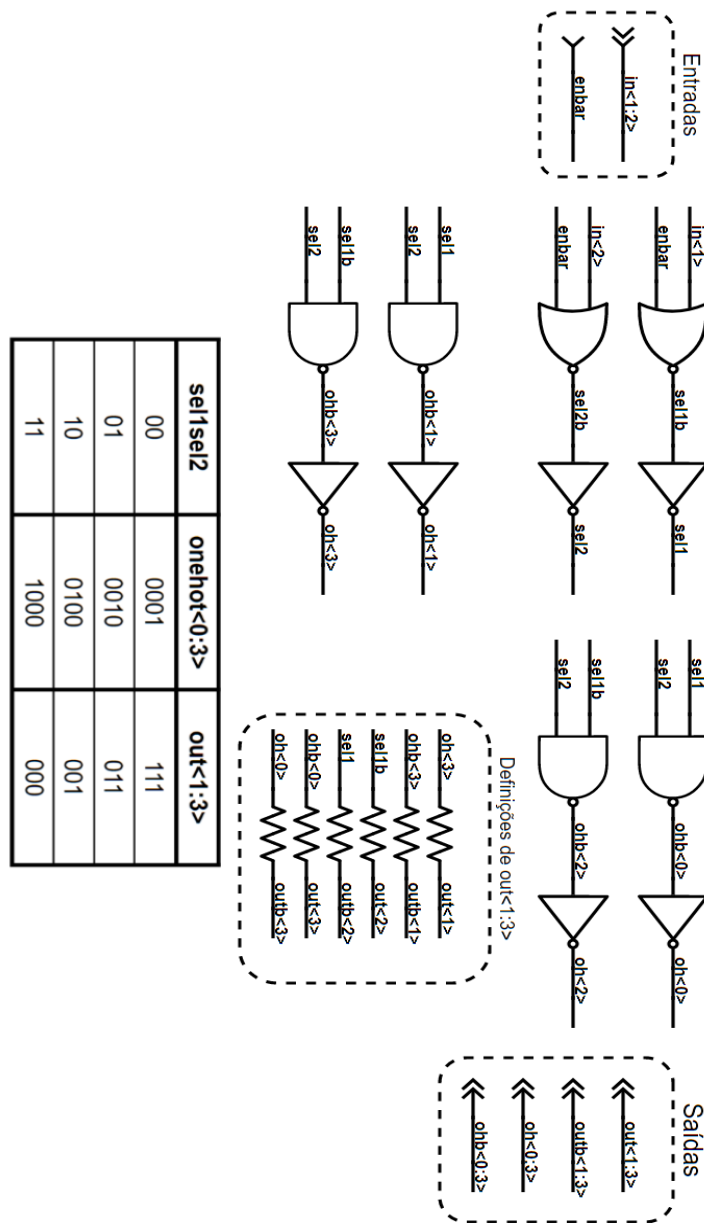 Entradas
in<1:2>
enbar
in<1>
enbar
sel1b
sel1
in<2>
enbar
sel2b
sel2
sel1
sel2
ohb<1>
oh<1>
sel1b
sel2
ohb<3>
oh<3>
sel1
sel2
ohb<0>
oh<0>
sel1b
sel2
ohb<2>
oh<2>
Definições de out<1:3>
oh<3> out<1>
ohb<3> outb<1>
sel1b out<2>
sel1 outb<2>
ohb<0> out<3>
oh<0> outb<3>
Saídas
out<1:3>
outb<1:3>
oh<0:3>
ohb<0:3>
sel1sel2 onehot<0:3> out<1:3>
00 0001 111
01 0010 011
10 0100 001
11 1000 000